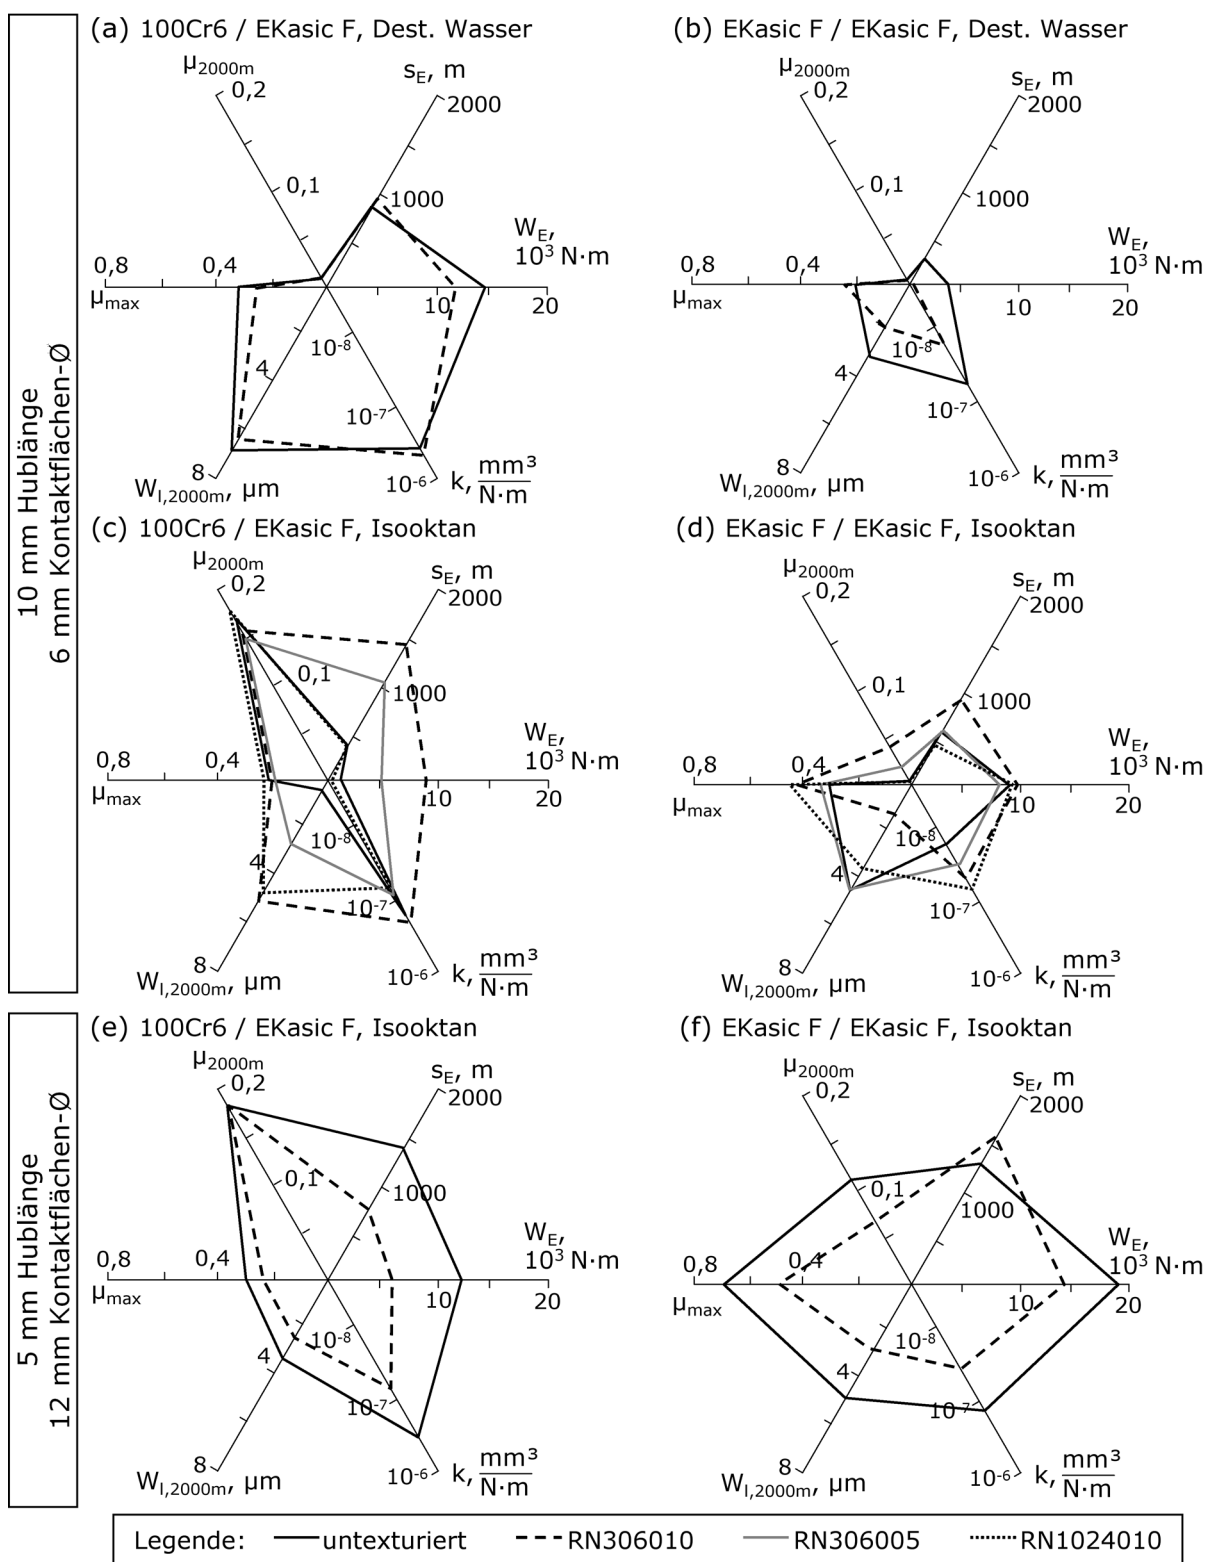 10 mm Hublänge
6 mm Kontaktflächen-Ø
(a) 100Cr6 / EKasic F, Dest. Wasser
μ2000m
0,2
sE, m
2000
0,1
1000
WE,
10³ N·m
0,8
0,4
μmax
10
20
10-8
4
10-7
8
10-6
k, mm³
N·m
Wl,2000m, μm
(b) EKasic F / EKasic F, Dest. Wasser
μ2000m
0,2
sE, m
2000
0,1
1000
WE,
10³ N·m
0,8
0,4
μmax
10
20
10-8
4
10-7
8
10-6
k, mm³
N·m
Wl,2000m, μm
(c) 100Cr6 / EKasic F, Isooktan
μ2000m
0,2
sE, m
2000
0,1
1000
WE,
10³ N·m
0,8
0,4
μmax
10
20
10-8
4
10-7
8
10-6
k, mm³
N·m
Wl,2000m, μm
(d) EKasic F / EKasic F, Isooktan
μ2000m
0,2
sE, m
2000
0,1
1000
WE,
10³ N·m
0,8
0,4
μmax
10
20
10-8
4
10-7
8
10-6
k, mm³
N·m
Wl,2000m, μm
5 mm Hublänge
12 mm Kontaktflächen-Ø
(e) 100Cr6 / EKasic F, Isooktan
μ2000m
0,2
sE, m
2000
0,1
1000
WE,
10³ N·m
0,8
0,4
μmax
10
20
10-8
4
10-7
8
10-6
k, mm³
N·m
Wl,2000m, μm
(f) EKasic F / EKasic F, Isooktan
μ2000m
0,2
sE, m
2000
0,1
1000
WE,
10³ N·m
0,8
0,4
μmax
10
20
10-8
4
10-7
8
10-6
k, mm³
N·m
Wl,2000m, μm
Legende: untexturiert RN306010 RN306005 RN1024010